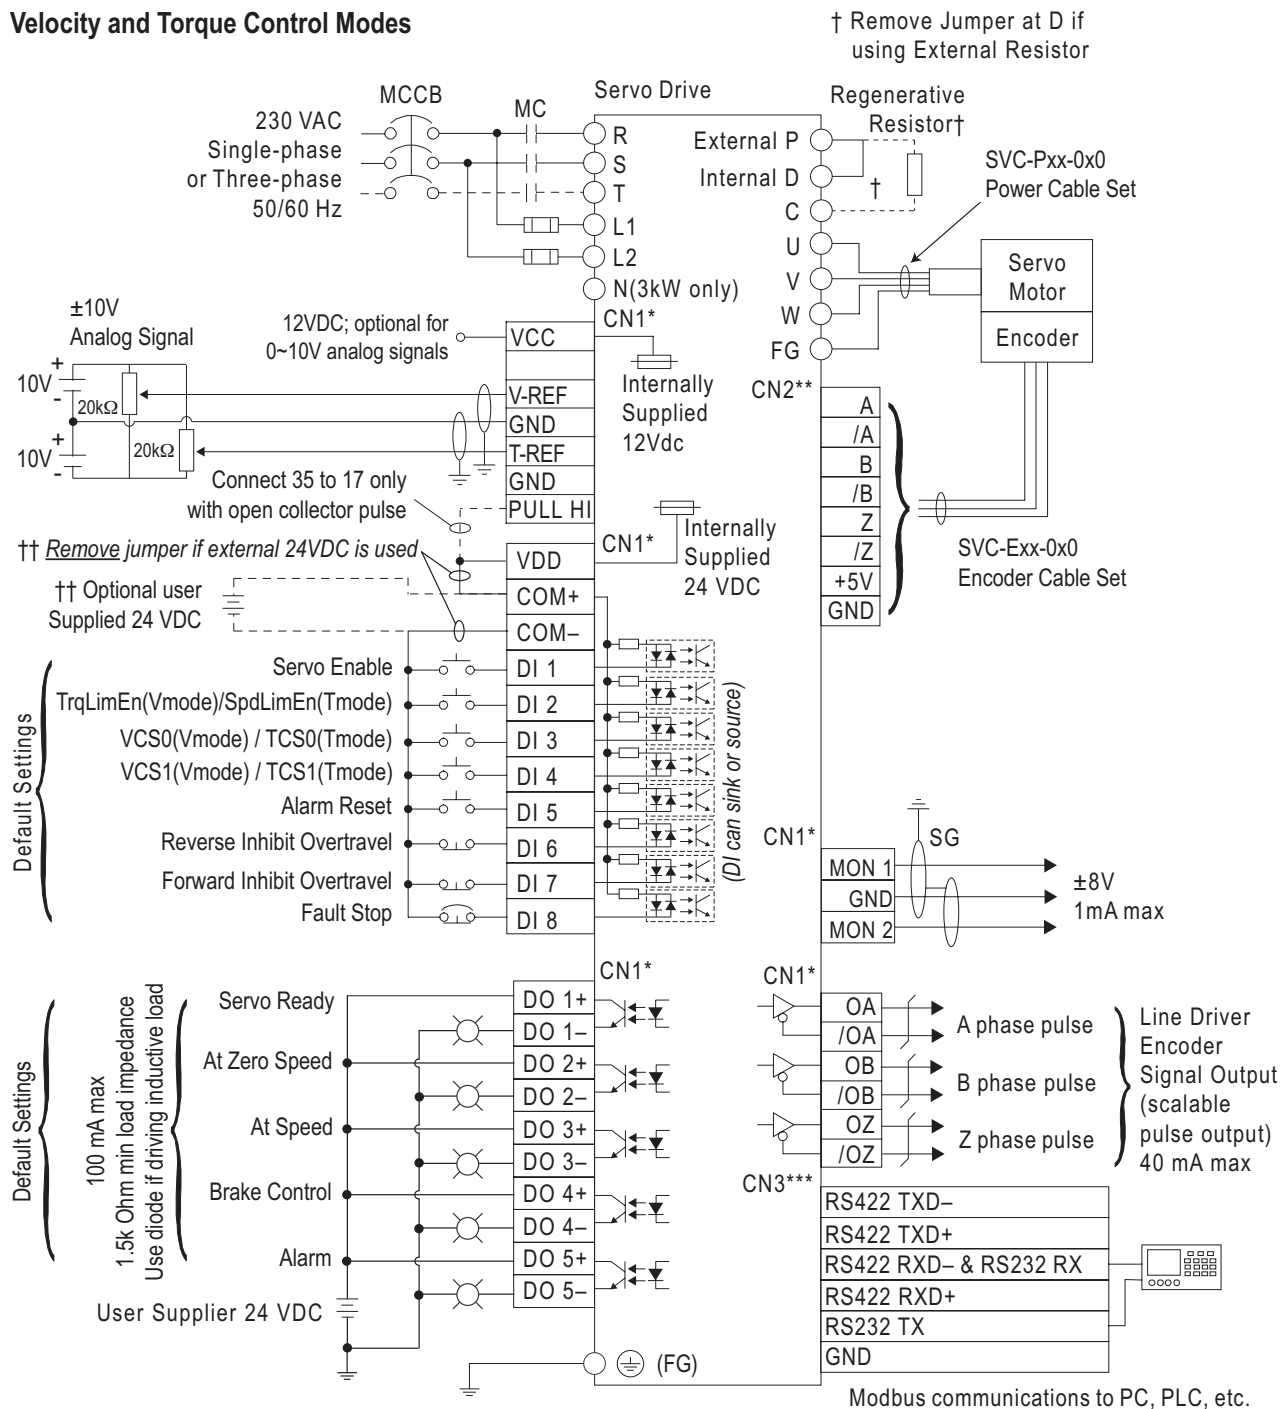 Velocity and Torque Control Modes
† Remove Jumper at D if
using External Resistor
MCCB
MC
Servo Drive
Regenerative
Resistor†
230 VAC
Single-phase
or Three-phase
50/60 Hz
R
S
T
L1
L2
N(3kW only)
External P
Internal D
C
U
V
W
FG
†
SVC-Pxx-0x0
Power Cable Set
Servo
Motor
Encoder
±10V
Analog Signal
12VDC; optional for
0~10V analog signals
CN1*
VCC
V-REF
GND
T-REF
GND
PULL HI
Internally
Supplied
12Vdc
+
10V
-
20kΩ
+
10V
-
20kΩ
CN2**
A
/A
B
/B
Z
/Z
+5V
GND
SVC-Exx-0x0
Encoder Cable Set
Connect 35 to 17 only
with open collector pulse
†† Remove jumper if external 24VDC is used
†† Optional user
Supplied 24 VDC
CN1*
Internally
Supplied
24 VDC
VDD
COM+
COM–
Default Settings
Servo Enable
DI 1
TrqLimEn(Vmode)/SpdLimEn(Tmode)
DI 2
VCS0(Vmode) / TCS0(Tmode)
DI 3
VCS1(Vmode) / TCS1(Tmode)
DI 4
Alarm Reset
DI 5
Reverse Inhibit Overtravel
DI 6
Forward Inhibit Overtravel
DI 7
Fault Stop
DI 8
(DI can sink or source)
CN1*
SG
MON 1
GND
MON 2
±8V
1mA max
CN1*
Default Settings
100 mA max
1.5k Ohm min load impedance
Use diode if driving inductive load
Servo Ready
DO 1+
DO 1–
At Zero Speed
DO 2+
DO 2–
At Speed
DO 3+
DO 3–
Brake Control
DO 4+
DO 4–
Alarm
DO 5+
DO 5–
User Supplier 24 VDC
(FG)
CN1*
OA
/OA
OB
/OB
OZ
/OZ
A phase pulse
B phase pulse
Z phase pulse
Line Driver
Encoder
Signal Output
(scalable
pulse output)
40 mA max
CN3***
RS422 TXD–
RS422 TXD+
RS422 RXD– & RS232 RX
RS422 RXD+
RS232 TX
GND
Modbus communications to PC, PLC, etc.